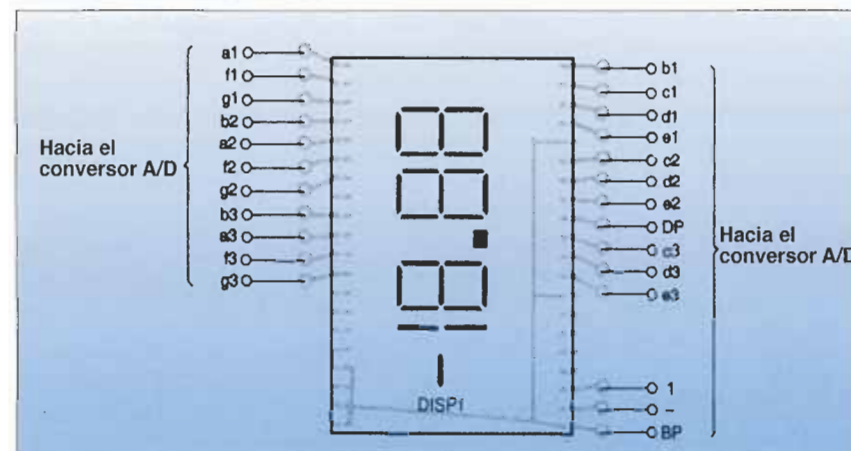 Hacia el
conversor A/D
a1
f1
g1
b2
a2
f2
g2
b3
a3
f3
g3
DISP1
b1
c1
d1
e1
c2
d2
e2
DP
c3
d3
e3
1
-
BP
Hacia el
conversor A/D